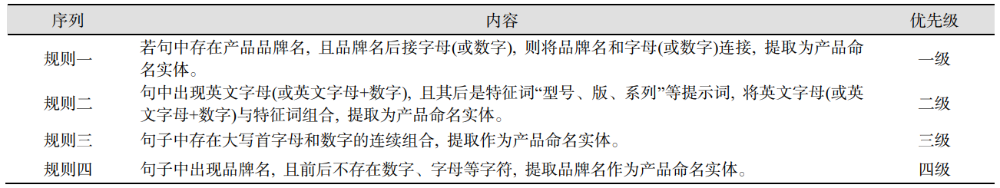 序列 内容 优先级
规则一 若句中存在产品品牌名, 且品牌名后接字母(或数字), 则将品牌名和字母(或数字)连接, 提取为产品命 一级
名实体。
规则二 句中出现英文字母(或英文字母+数字), 且其后是特征词“型号、版、系列”等提示词, 将英文字母(或英 二级
文字母+数字)与特征词组合, 提取为产品命名实体。
规则三 句子中存在大写首字母和数字的连续组合, 提取作为产品命名实体。 三级
规则四 句子中出现品牌名, 且前后不存在数字、字母等字符, 提取品牌名作为产品命名实体。 四级